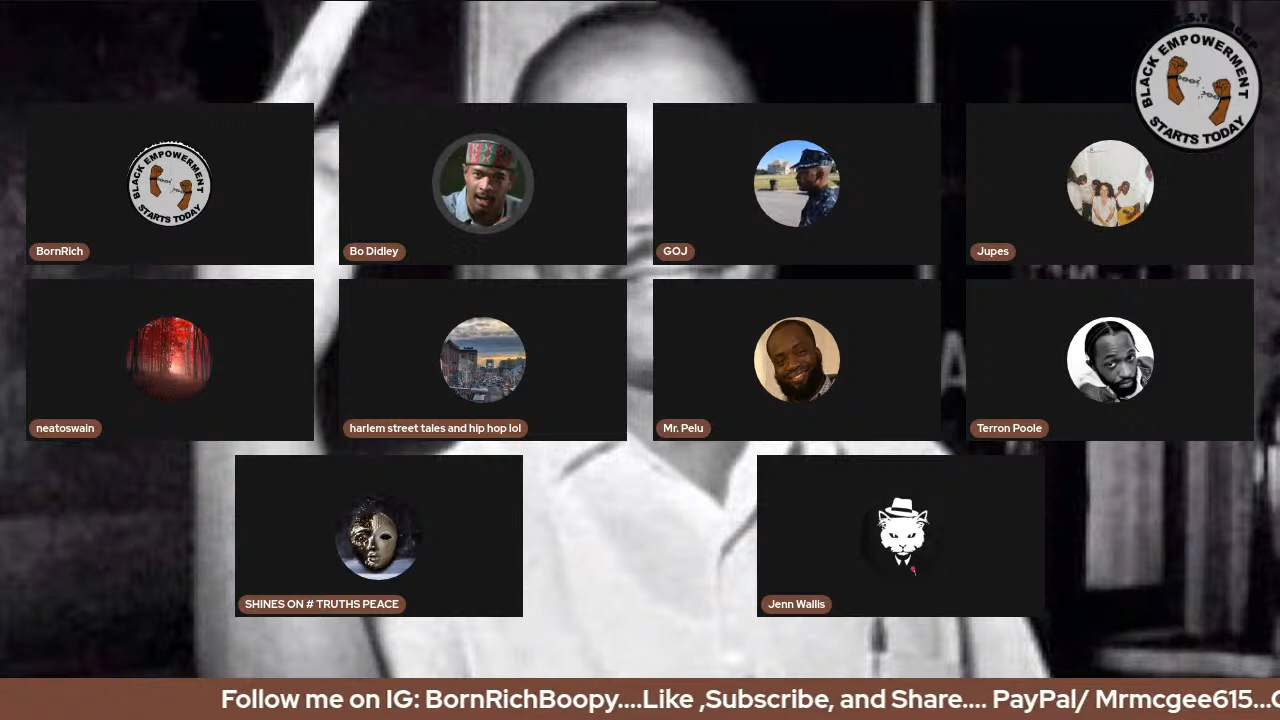 BLACK EMPOWERMENT
STARTS TODAY
BLACK EMPOWERMENT
STARTS TODAY
BornRich
Bo Didley
GOJ
Jupes
neatoswain
harlem street tales and hip hop lol
Mr. Pelu
Terron Poole
SHINES ON # TRUTHS PEACE
Jenn Wallis
Follow me on IG: BornRichBoopy....Like ,Subscribe, and Share.... PayPal/ Mrmcgee615...